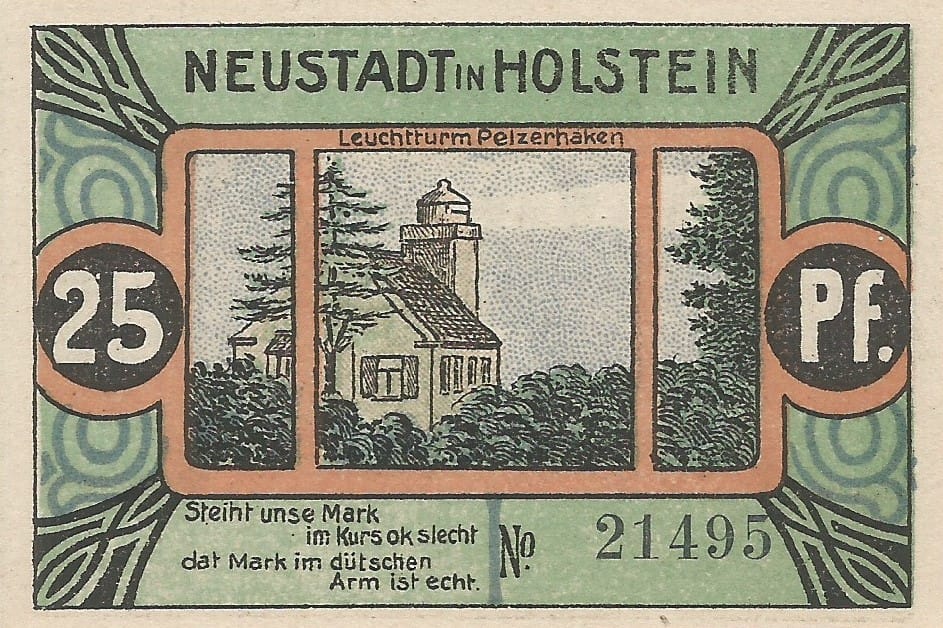 NEUSTADT IN HOLSTEIN
Leuchtturm Pelzerhaken
25
Pf.
Steiht unse Mark
im Kurs ok slecht
dat Mark im dütschen
Arm ist echt.
No 21495